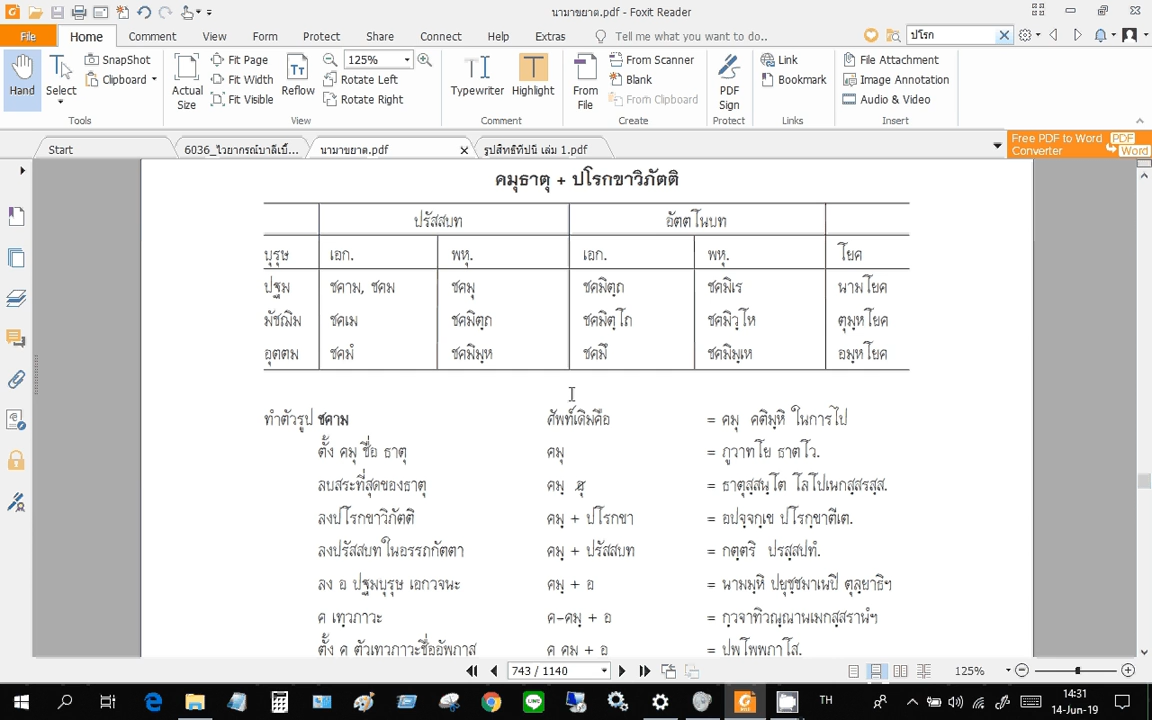 นามาขยาต.pdf - Foxit Reader
File Home Comment View Form Protect Share Connect Help Extras Tell me what you want to do.. ปโรก
Hand Select SnapShot Clipboard Actual Size Fit Page Fit Width Fit Visible Reflow 125% Rotate Left Rotate Right Typewriter Highlight From File From Scanner Blank From Clipboard PDF Sign Link Bookmark File Attachment Image Annotation Audio & Video
Tools View Comment Create Protect Links Insert
Start 6036_ไวยากรณ์บาลีเบื้... นามาขยาต.pdf รูปสิทธิทีปนี เล่ม 1.pdf Free PDF to Word Converter PDF Word
คมุธาตุ + ปโรกขาวิภัตติ
ปรัสสบท อัตตโนบท
บุรุษ เอก. พหุ. เอก. พหุ. โยค
ปฐม ชคาม, ชคม ชคมุ ชคมิตฺถ ชคมิเร นามโยค
มัชฌิม ชคเม ชคมิตฺถ ชคมิตฺโถ ชคมิวฺโห ตุมฺหโยค
อุตตม ชคมํ ชคมิมฺห ชคมึ ชคมิมฺเห อมฺหโยค
ทำตัวรูป ชคาม ศัพท์เดิมคือ = คมุ คติมฺหิ ในการไป
ตั้ง คมุ ชื่อ ธาตุ คมุ = ภูวาทโย ธาตโว.
ลบสระที่สุดของธาตุ คมฺ อุ = ธาตุสฺสนฺโต โลโปเนกสฺสรสฺส.
ลงปโรกขาวิภัตติ คมฺ + ปโรกขา = อปจฺจกฺเข ปโรกฺขาตีเต.
ลงปรัสสบทในอรรถกัตตา คมฺ + ปรัสสบท = กตฺตริ ปรสฺสปทํ.
ลง อ ปฐมบุรุษ เอกวจนะ คมฺ + อ = นามมฺหิ ปยุชฺชมาเนปิ ตุลฺยาธิฯ
ค เทฺวภาวะ ค-คมฺ + อ = กฺวจาทิวณฺณานเมกสฺสรานํฯ
ตั้ง ค ตัวเทฺวภาวะชื่ออัพภาส ค คมฺ + อ = ปุพฺโพพฺภาโส.
743 / 1140 125%
TH 14:31
14-Jun-19